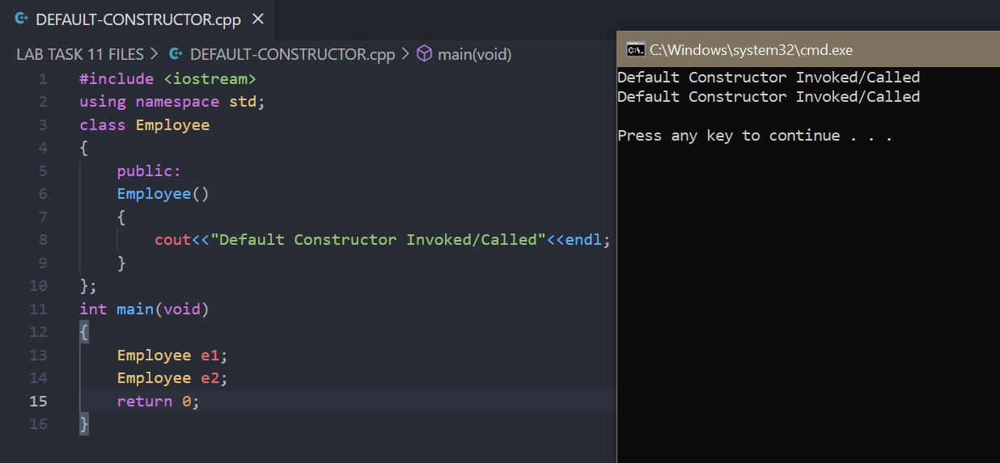 DEFAULT-CONSTRUCTOR.cpp ×
LAB TASK 11 FILES > DEFAULT-CONSTRUCTOR.cpp > main(void)
1 #include <iostream>
2 using namespace std;
3 class Employee
4 {
5 public:
6 Employee()
7 {
8 cout<<"Default Constructor Invoked/Called"<<endl;
9 }
10 };
11 int main(void)
12 {
13 Employee e1;
14 Employee e2;
15 return 0;
16 }
C:\Windows\system32\cmd.exe
Default Constructor Invoked/Called
Default Constructor Invoked/Called
Press any key to continue . . .